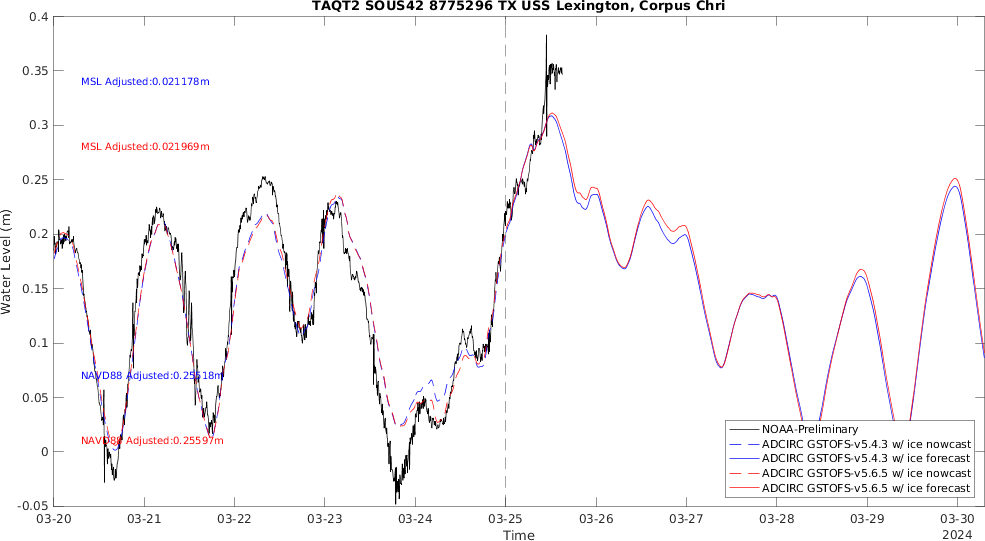 TAQT2 SOUS42 8775296 TX USS Lexington, Corpus Chri
0.4
0.35
0.3
0.25
0.2
0.15
0.1
0.05
0
-0.05
Water Level (m)
MSL Adjusted:0.021178m
MSL Adjusted:0.021969m
NAVD88 Adjusted:0.25518m
NAVD88 Adjusted:0.25597m
NOAA-Preliminary
ADCIRC GSTOFS-v5.4.3 w/ ice nowcast
ADCIRC GSTOFS-v5.4.3 w/ ice forecast
ADCIRC GSTOFS-v5.6.5 w/ ice nowcast
ADCIRC GSTOFS-v5.6.5 w/ ice forecast
03-20 03-21 03-22 03-23 03-24 03-25 03-26 03-27 03-28 03-29 03-30
Time
2024